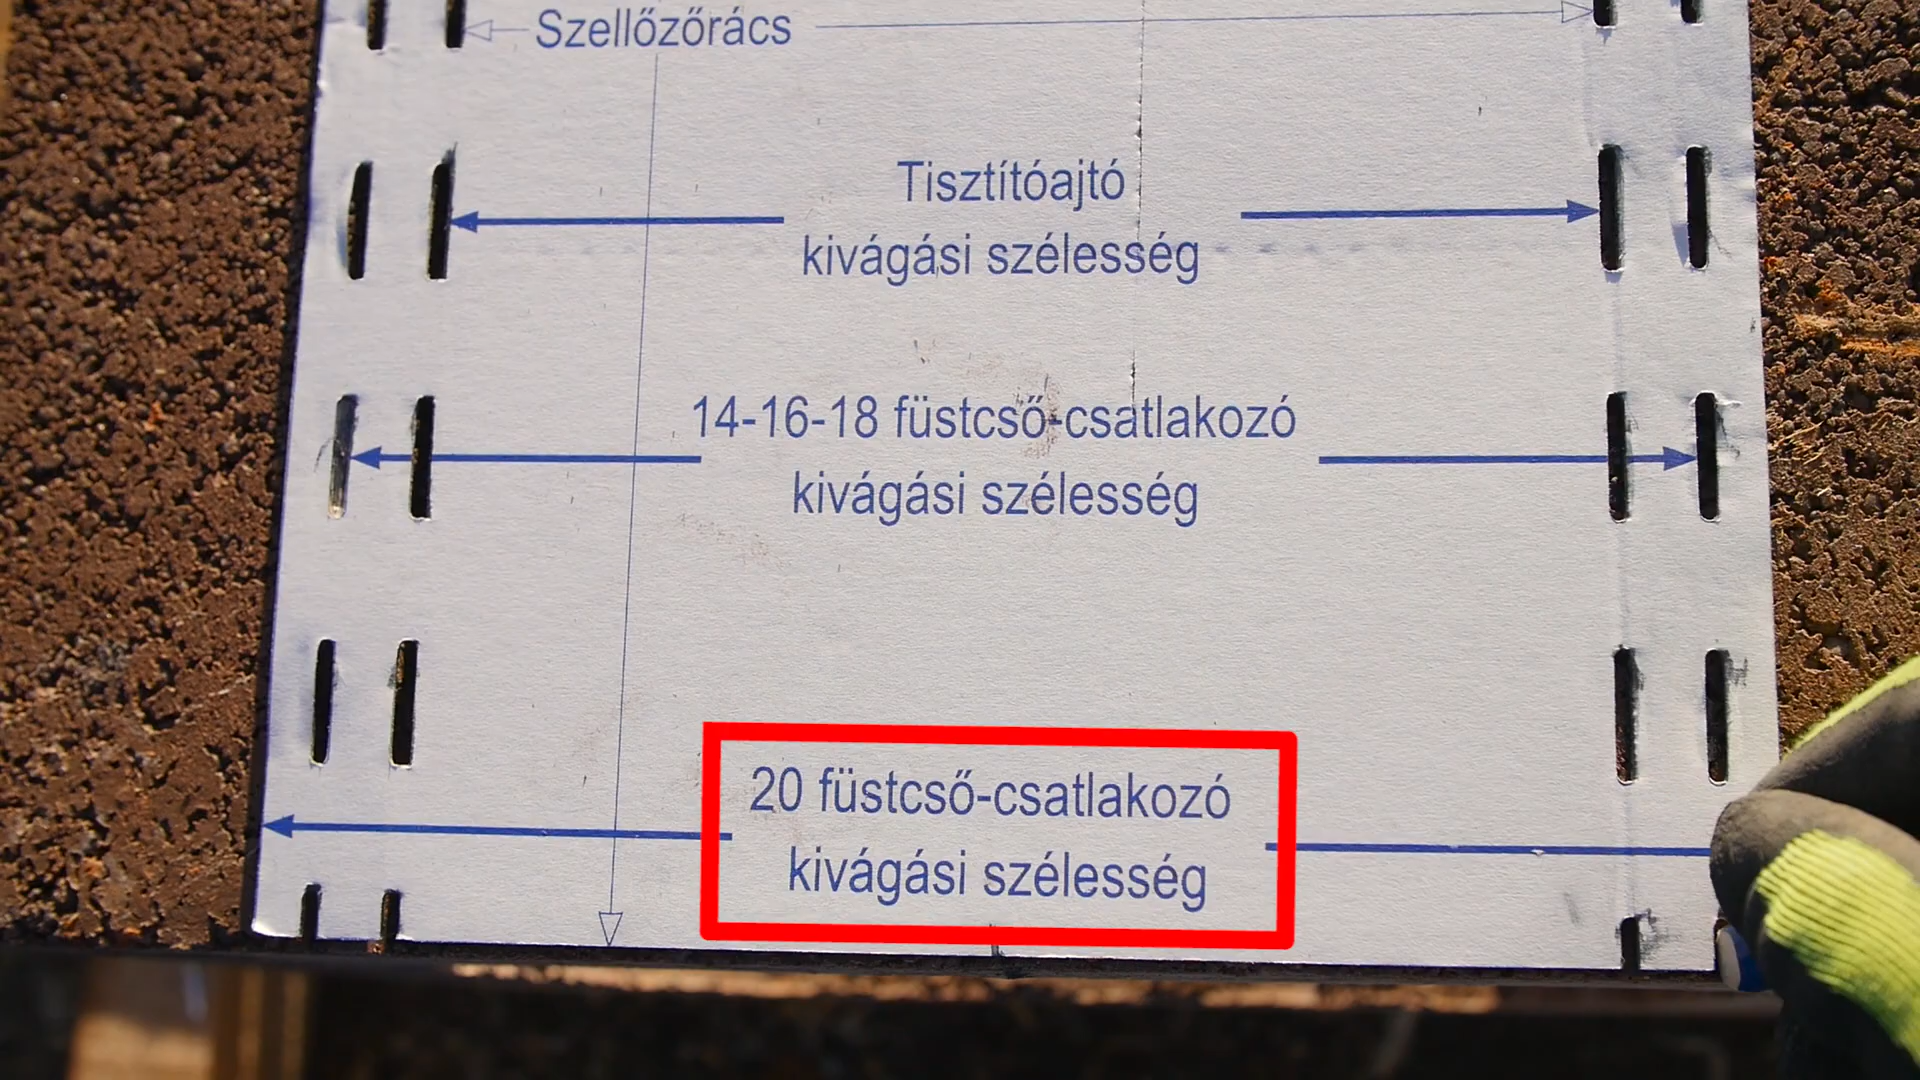 Szellőzőrács
Tisztítóajtó
kivágási szélesség
14-16-18 füstcső-csatlakozó
kivágási szélesség
20 füstcső-csatlakozó
kivágási szélesség